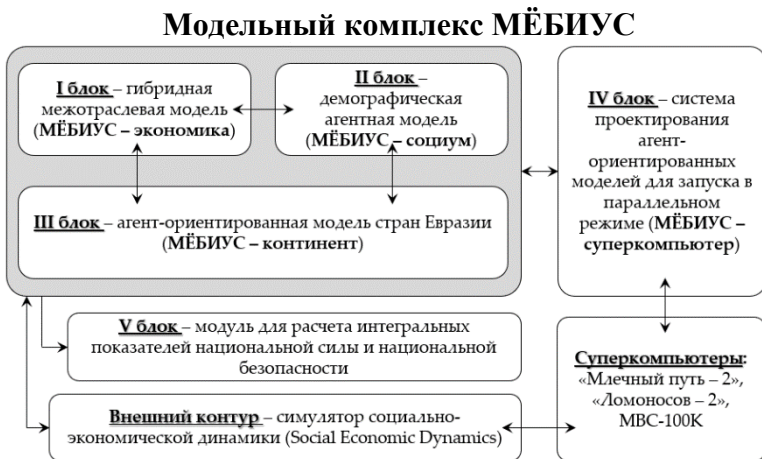 Модельный комплекс МЁБИУС
I блок – гибридная
межотраслевая модель
(МЁБИУС – экономика)
II блок –
демографическая
агентная модель
(МЁБИУС – социум)
III блок – агент-ориентированная модель стран Евразии
(МЁБИУС – континент)
IV блок – система
проектирования
агент-
ориентированных
моделей для запуска в
параллельном
режиме (МЁБИУС –
суперкомпьютер)
V блок – модуль для расчета интегральных
показателей национальной силы и национальной
безопасности
Внешний контур – симулятор социально-
экономической динамики (Social Economic Dynamics)
Суперкомпьютеры:
«Млечный путь – 2»,
«Ломоносов – 2»,
МВС-100К